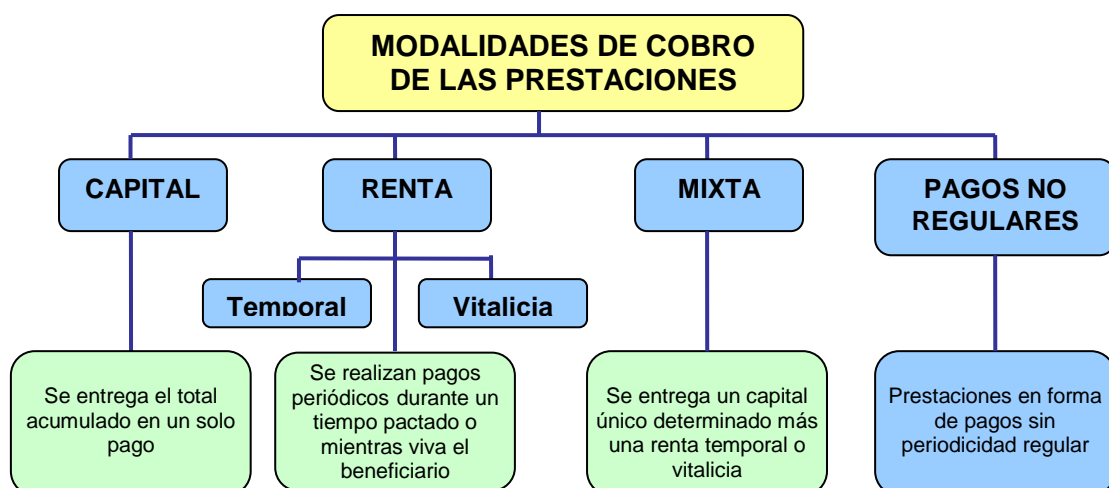 MODALIDADES DE COBRO
DE LAS PRESTACIONES
CAPITAL
RENTA
MIXTA
PAGOS NO
REGULARES
Temporal
Vitalicia
Se entrega el total
acumulado en un solo
pago
Se realizan pagos
periódicos durante un
tiempo pactado o
mientras viva el
beneficiario
Se entrega un capital
único determinado más
una renta temporal o
vitalicia
Prestaciones en forma
de pagos sin
periodicidad regular